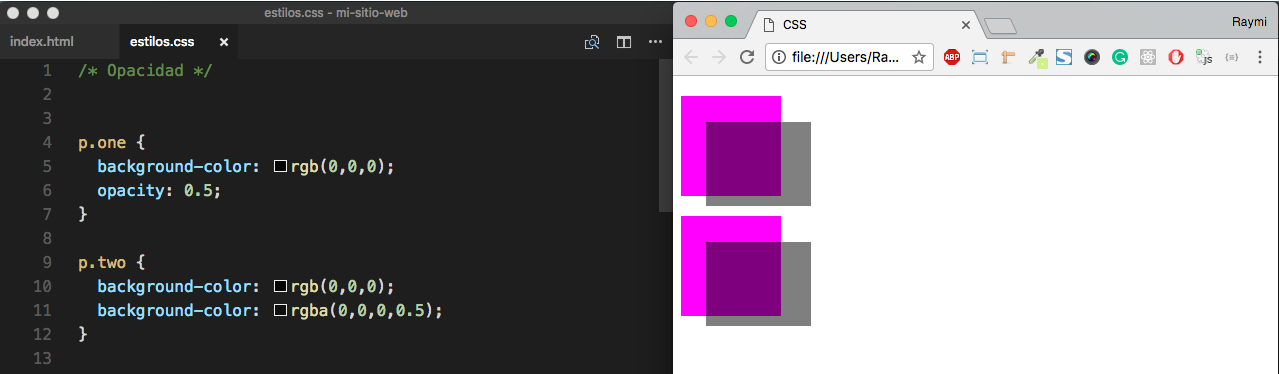 estilos.css - mi-sitio-web
index.html estilos.css
1 /* Opacidad */
2
3
4 p.one {
5 background-color: rgb(0,0,0);
6 opacity: 0.5;
7 }
8
9 p.two {
10 background-color: rgb(0,0,0);
11 background-color: rgba(0,0,0,0.5);
12 }
13
CSS
Raymi
file:///Users/Ra...
ABP
S
G
js